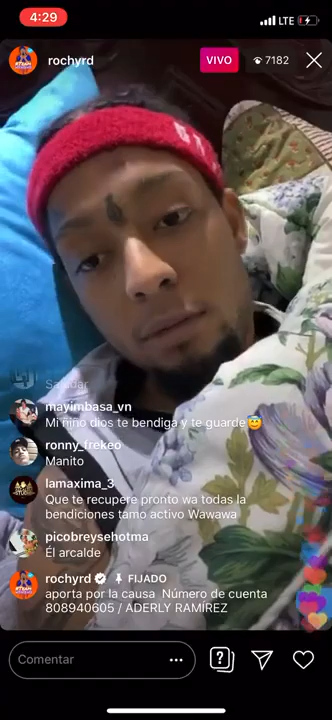 4:29
LTE
rochyrd
VIVO
7182
mayimbasa_vn
Mi niño dios te bendiga y te guarde😇
ronny_frekeo
Manito
lamaxima_3
Que te recupere pronto wa todas la
bendiciones tamo activo Wawawa
picobreysehotma
Él arcalde
rochyrd FIJADO
aporta por la causa Número de cuenta
808940605 / ADERLY RAMÍREZ
Comentar